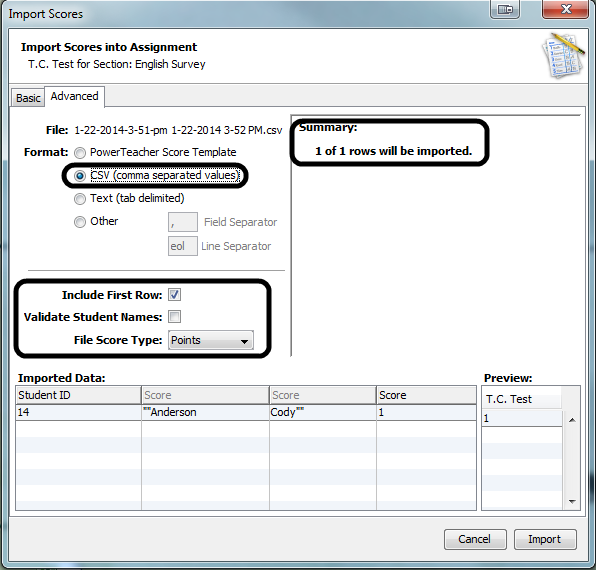 Import Scores
Import Scores into Assignment
T.C. Test for Section: English Survey
Basic
Advanced
File: 1-22-2014-3-51-pm 1-22-2014 3-52 PM.csv
Format: PowerTeacher Score Template
CSV (comma separated values)
Text (tab delimited)
Other , Field Separator
eol Line Separator
Summary:
1 of 1 rows will be imported.
Include First Row:
Validate Student Names:
File Score Type: Points
Imported Data:
Student ID Score Score Score
14 ""Anderson Cody"" 1
Preview:
T.C. Test
1
Cancel Import